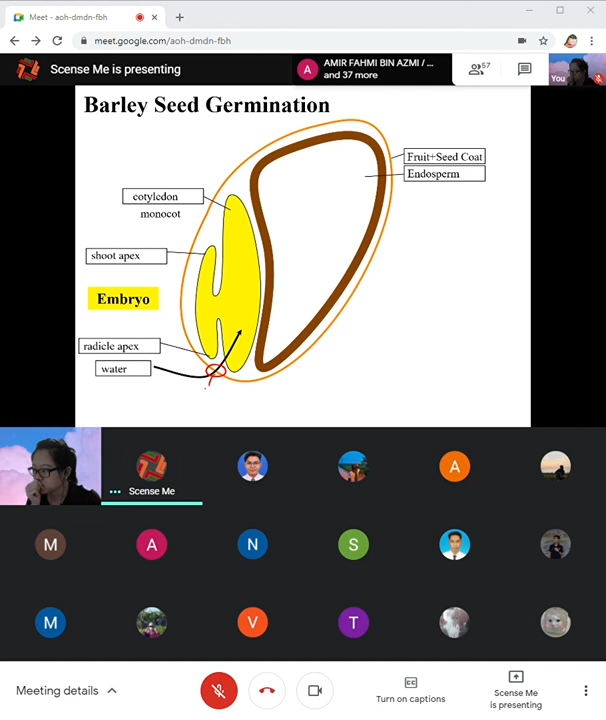 Meet - aoh-dmdn-fbh
meet.google.com/aoh-dmdn-fbh
Scense Me is presenting
A
AMIR FAHMI BIN AZMI / ...
and 37 more
57
You
Barley Seed Germination
Fruit+Seed Coat
Endosperm
cotyledon
monocot
shoot apex
Embryo
radicle apex
water
Scense Me
A
M
A
N
S
M
V
T
Meeting details
CC
Turn on captions
Scense Me
is presenting